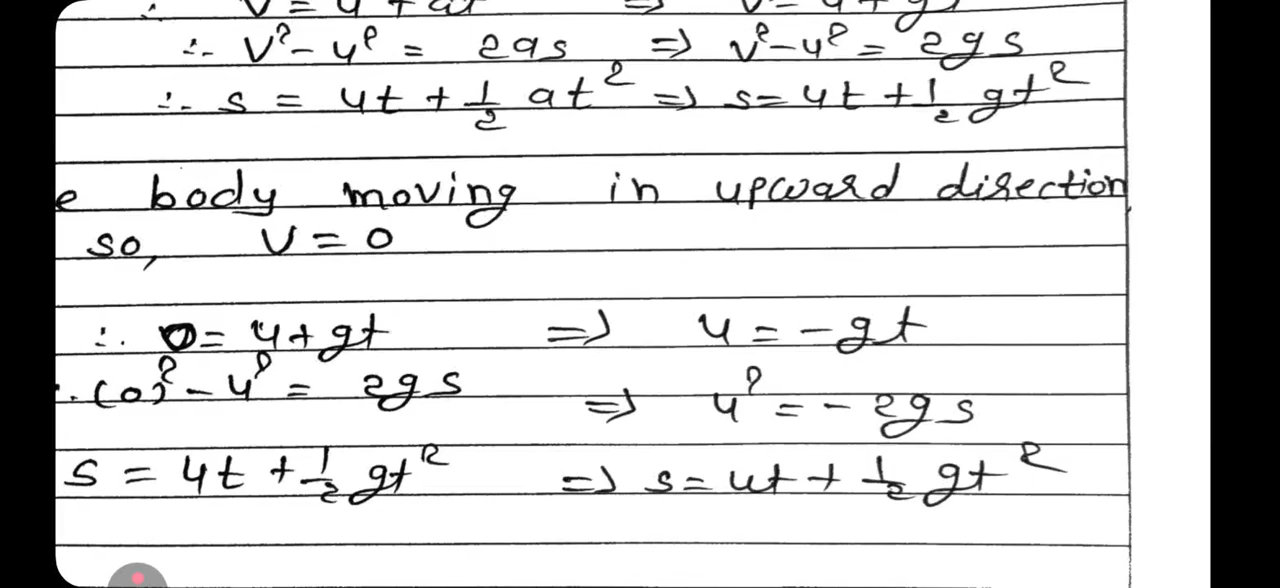 ∴ v = u + at ⇒ v = u + gt
∴ v² - u² = 2as ⇒ v² - u² = 2gs
∴ s = ut + 1/2 at² ⇒ s = ut + 1/2 gt²
e body moving in upward direction
so, v = 0
∴ 0 = u + gt ⇒ u = -gt
∴ (0)² - u² = 2gs ⇒ u² = -2gs
s = ut + 1/2 gt² ⇒ s = ut + 1/2 gt²